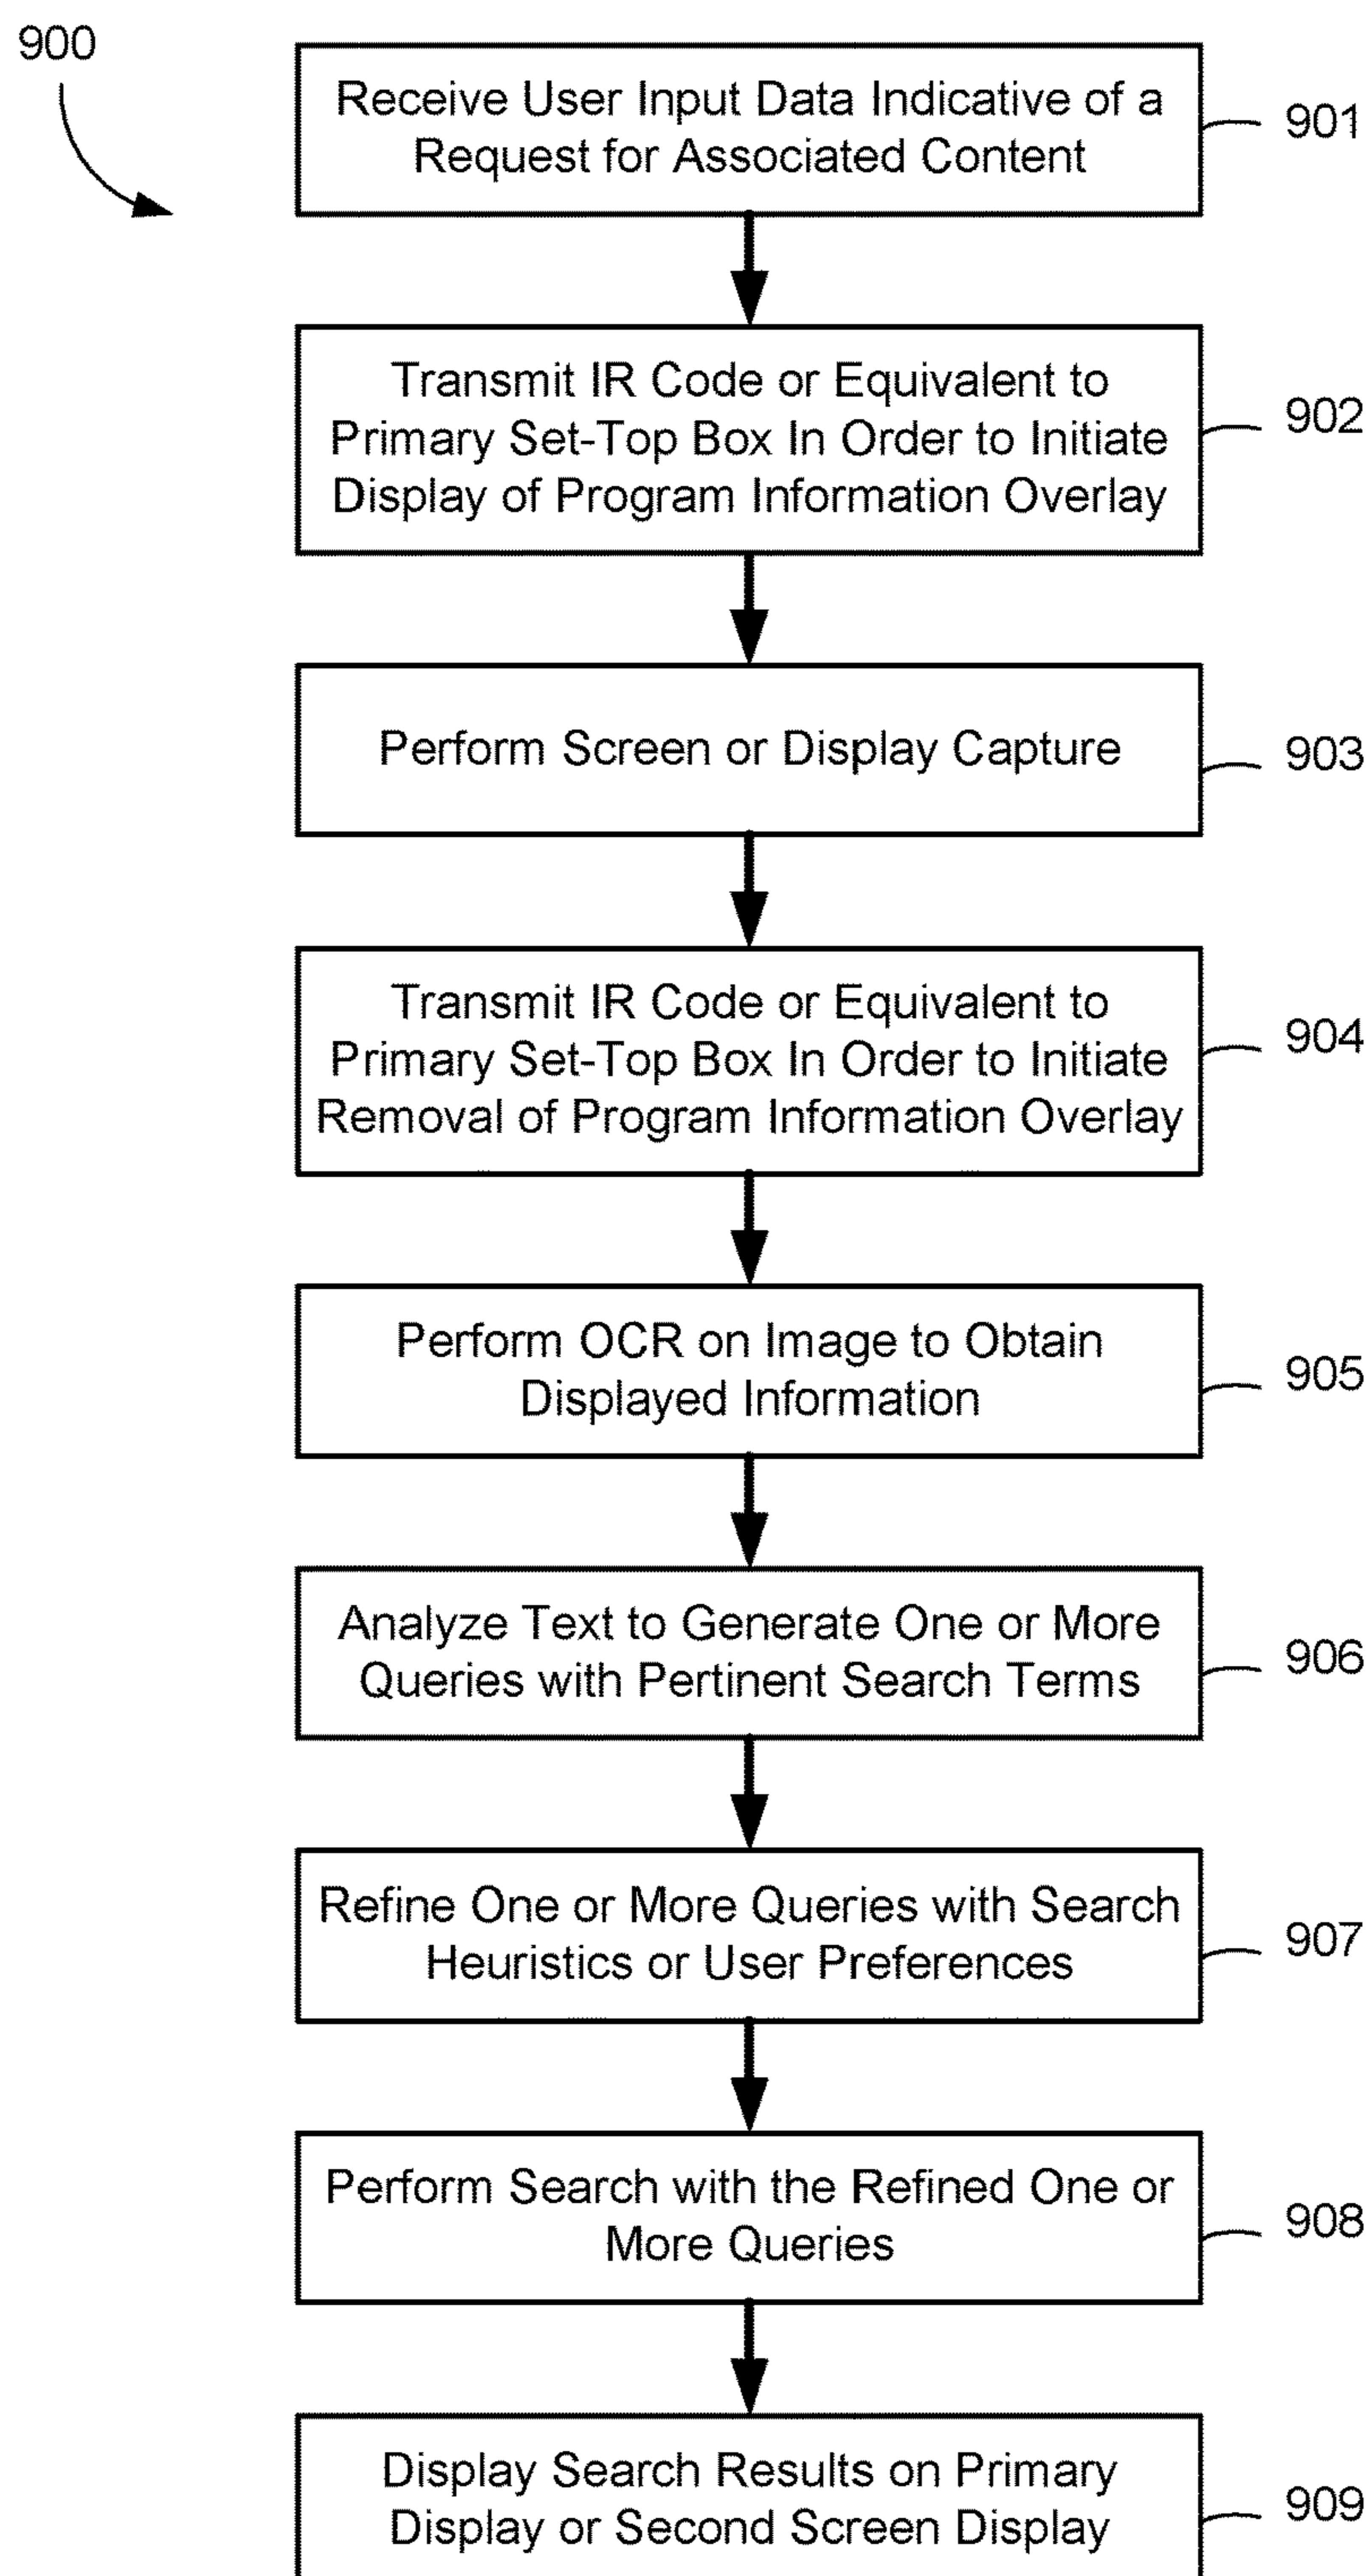 900
Receive User Input Data Indicative of a
Request for Associated Content
901
Transmit IR Code or Equivalent to
Primary Set-Top Box In Order to Initiate
Display of Program Information Overlay
902
Perform Screen or Display Capture
903
Transmit IR Code or Equivalent to
Primary Set-Top Box In Order to Initiate
Removal of Program Information Overlay
904
Perform OCR on Image to Obtain
Displayed Information
905
Analyze Text to Generate One or More
Queries with Pertinent Search Terms
906
Refine One or More Queries with Search
Heuristics or User Preferences
907
Perform Search with the Refined One or
More Queries
908
Display Search Results on Primary
Display or Second Screen Display
909